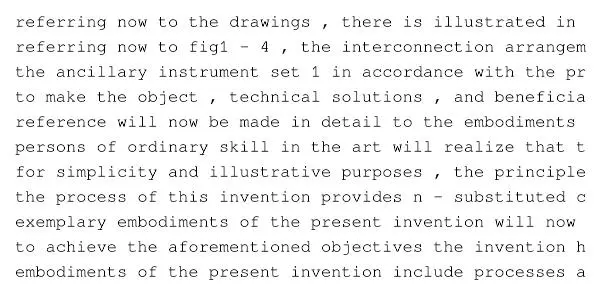 referring now to the drawings , there is illustrated in
referring now to fig1 - 4 , the interconnection arrangem
the ancillary instrument set 1 in accordance with the pr
to make the object , technical solutions , and beneficia
reference will now be made in detail to the embodiments
persons of ordinary skill in the art will realize that t
for simplicity and illustrative purposes , the principle
the process of this invention provides n - substituted c
exemplary embodiments of the present invention will now
to achieve the aforementioned objectives the invention h
embodiments of the present invention include processes a